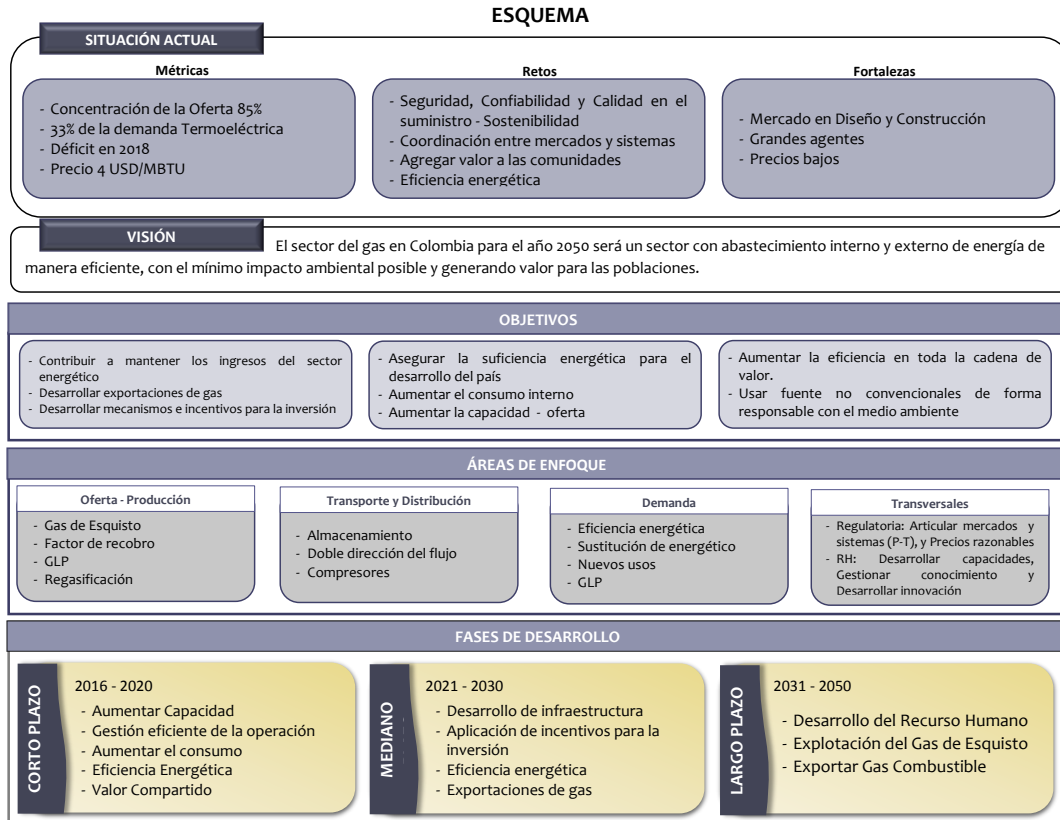 ESQUEMA
SITUACIÓN ACTUAL
Métricas
- Concentración de la Oferta 85%
- 33% de la demanda Termoeléctrica
- Déficit en 2018
- Precio 4 USD/MBTU
Retos
- Seguridad, Confiabilidad y Calidad en el
suministro - Sostenibilidad
- Coordinación entre mercados y sistemas
- Agregar valor a las comunidades
- Eficiencia energética
Fortalezas
- Mercado en Diseño y Construcción
- Grandes agentes
- Precios bajos
VISIÓN
El sector del gas en Colombia para el año 2050 será un sector con abastecimiento interno y externo de energía de
manera eficiente, con el mínimo impacto ambiental posible y generando valor para las poblaciones.
OBJETIVOS
- Contribuir a mantener los ingresos del sector
energético
- Desarrollar exportaciones de gas
- Desarrollar mecanismos e incentivos para la inversión
- Asegurar la suficiencia energética para el
desarrollo del país
- Aumentar el consumo interno
- Aumentar la capacidad - oferta
- Aumentar la eficiencia en toda la cadena de
valor.
- Usar fuente no convencionales de forma
responsable con el medio ambiente
ÁREAS DE ENFOQUE
Oferta - Producción
- Gas de Esquisto
- Factor de recobro
- GLP
- Regasificación
Transporte y Distribución
- Almacenamiento
- Doble dirección del flujo
- Compresores
Demanda
- Eficiencia energética
- Sustitución de energético
- Nuevos usos
- GLP
Transversales
- Regulatoria: Articular mercados y
sistemas (P-T), y Precios razonables
- RH: Desarrollar capacidades,
Gestionar conocimiento y
Desarrollar innovación
FASES DE DESARROLLO
CORTO PLAZO
2016 - 2020
- Aumentar Capacidad
- Gestión eficiente de la operación
- Aumentar el consumo
- Eficiencia Energética
- Valor Compartido
MEDIANO
2021 - 2030
- Desarrollo de infraestructura
- Aplicación de incentivos para la
inversión
- Eficiencia energética
- Exportaciones de gas
LARGO PLAZO
2031 - 2050
- Desarrollo del Recurso Humano
- Explotación del Gas de Esquisto
- Exportar Gas Combustible